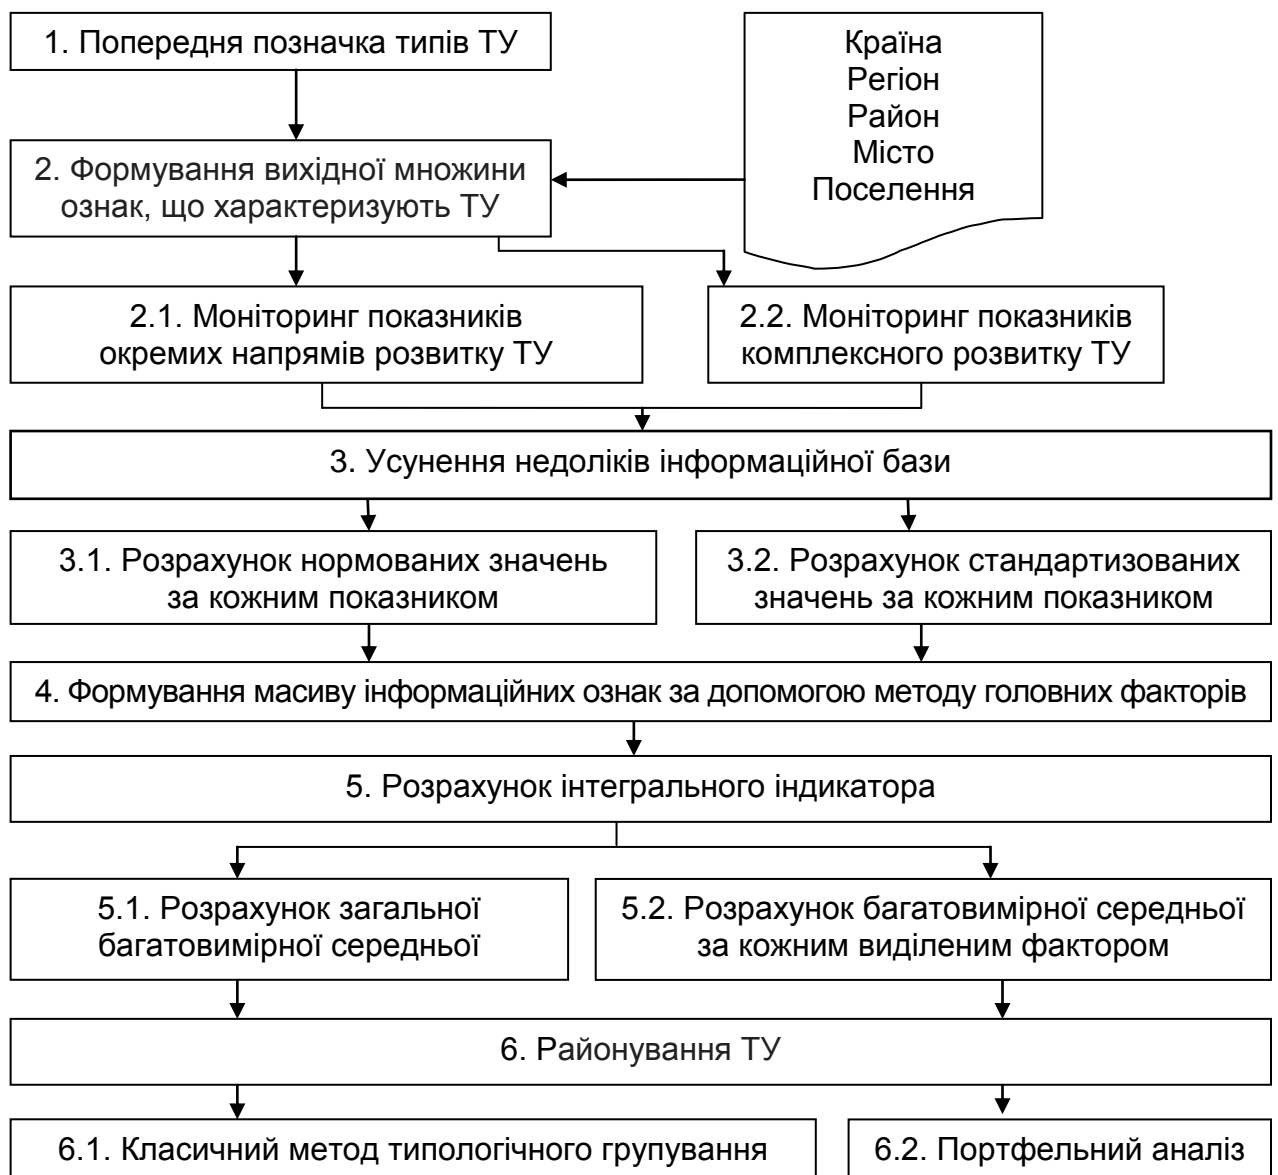 1. Попередня позначка типів ТУ
Країна
Регіон
Район
Місто
Поселення
2. Формування вихідної множини
ознак, що характеризують ТУ
2.1. Моніторинг показників
окремих напрямів розвитку ТУ
2.2. Моніторинг показників
комплексного розвитку ТУ
3. Усунення недоліків інформаційної бази
3.1. Розрахунок нормованих значень
за кожним показником
3.2. Розрахунок стандартизованих
значень за кожним показником
4. Формування масиву інформаційних ознак за допомогою методу головних факторів
5. Розрахунок інтегрального індикатора
5.1. Розрахунок загальної
багатовимірної середньої
5.2. Розрахунок багатовимірної середньої
за кожним виділеним фактором
6. Районування ТУ
6.1. Класичний метод типологічного групування
6.2. Портфельний аналіз